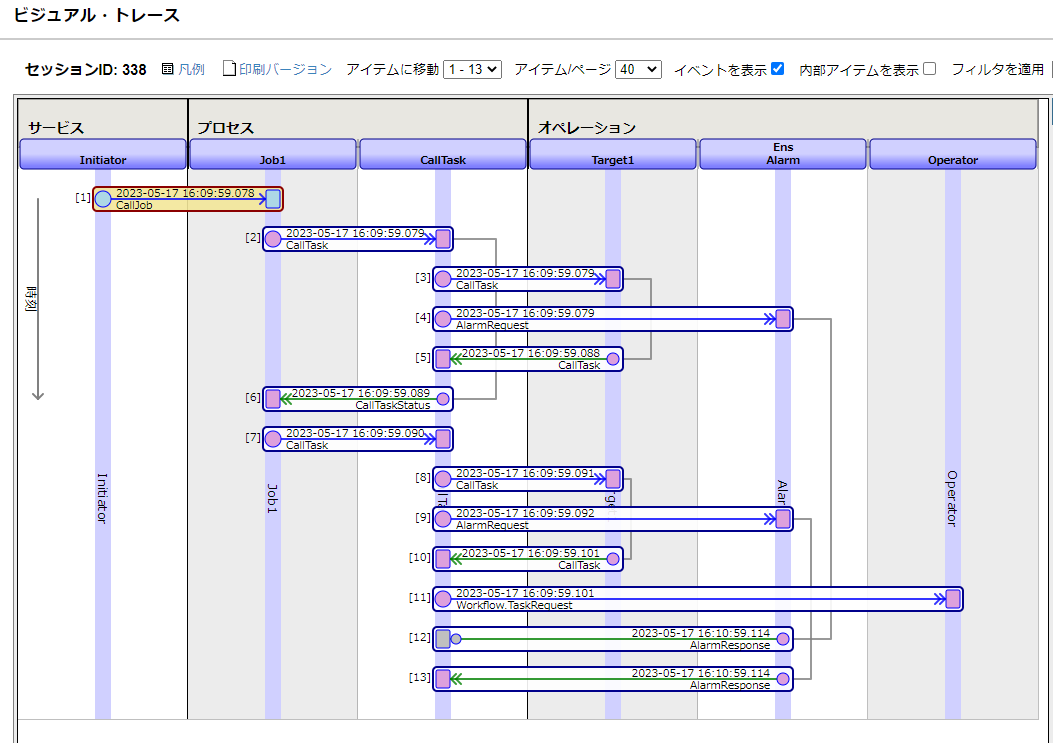 ビジュアル・トレース
セッションID: 338 凡例 印刷バージョン アイテムに移動 1 - 13 アイテム/ページ 40 イベントを表示 内部アイテムを表示 フィルタを適用
サービス プロセス オペレーション
Initiator Job1 CallTask Target1 Ens Alarm Operator
[1] 2023-05-17 16:09:59.078
CallJob
[2] 2023-05-17 16:09:59.079
CallTask
[3] 2023-05-17 16:09:59.079
CallTask
時刻
[4] 2023-05-17 16:09:59.079
AlarmRequest
[5] 2023-05-17 16:09:59.088
CallTask
[6] 2023-05-17 16:09:59.089
CallTaskStatus
[7] 2023-05-17 16:09:59.090
CallTask
[8] 2023-05-17 16:09:59.091
CallTask
Initiator Job1 Operator
[9] 2023-05-17 16:09:59.092
AlarmRequest
[10] 2023-05-17 16:09:59.101
CallTask
[11] 2023-05-17 16:09:59.101
Workflow.TaskRequest
[12] 2023-05-17 16:10:59.114
AlarmResponse
[13] 2023-05-17 16:10:59.114
AlarmResponse